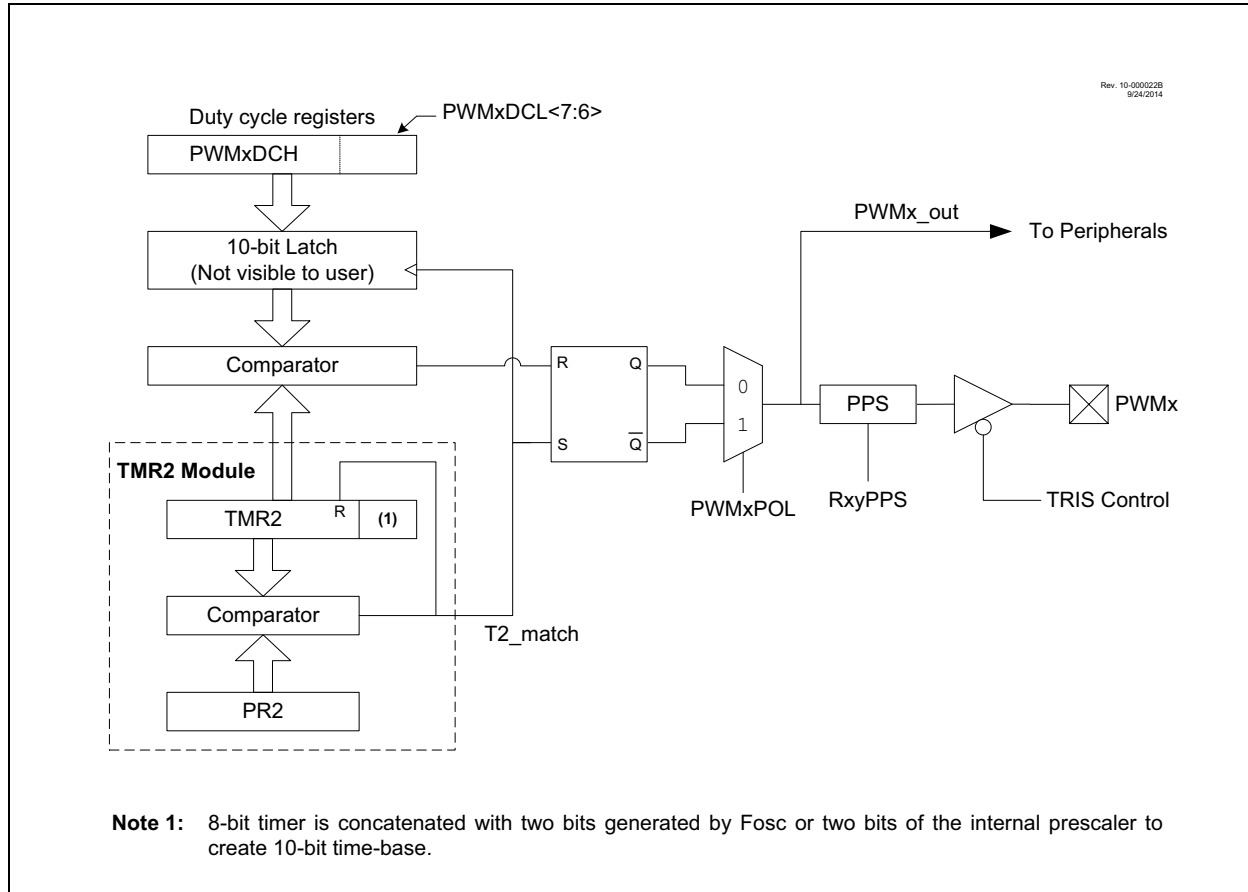 Rev. 10-000022B
9/24/2014
Duty cycle registers
PWMxDCL<7:6>
PWMxDCH
10-bit Latch
(Not visible to user)
Comparator
TMR2 Module
TMR2
R
(1)
Comparator
PR2
T2_match
R
Q
S
Q̅
0
1
PWMxPOL
PWMx_out
To Peripherals
PPS
RxyPPS
PWMx
TRIS Control
Note 1: 8-bit timer is concatenated with two bits generated by Fosc or two bits of the internal prescaler to
create 10-bit time-base.